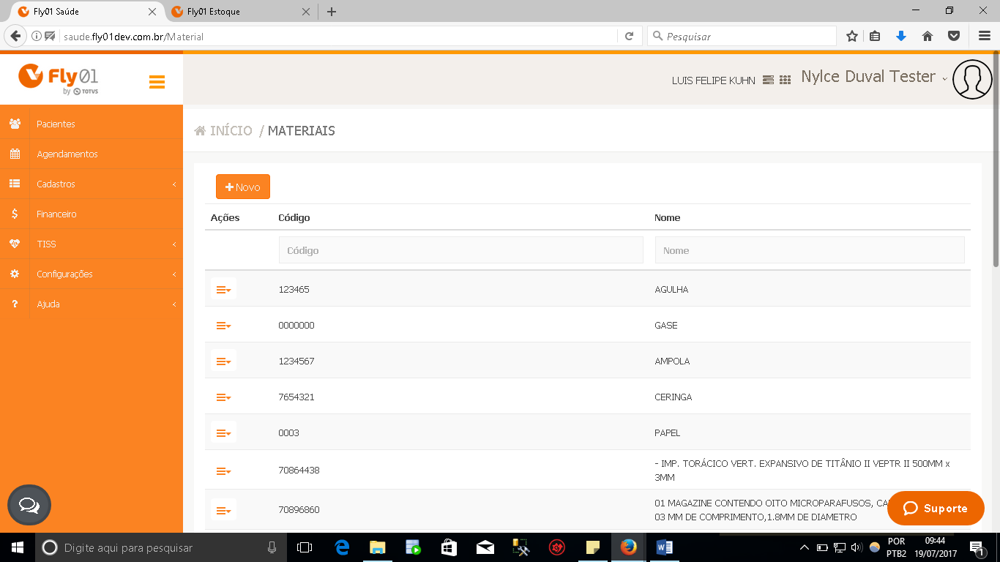 Fly01 Saúde
Fly01 Estoque
saude.fly01dev.com.br/Material
Pesquisar
Fly01
by TOTVS
LUIS FELIPE KUHN
Nylce Duval Tester
Pacientes
Agendamentos
Cadastros
Financeiro
TISS
Configurações
Ajuda
INÍCIO / MATERIAIS
+ Novo
Ações Código Nome
Código Nome
123465 AGULHA
0000000 GASE
1234567 AMPOLA
7654321 CERINGA
0003 PAPEL
70864438 - IMP. TORÁCICO VERT. EXPANSIVO DE TITÂNIO II VEPTR II 500MM x
3MM
70896860 01 MAGAZINE CONTENDO OITO MICROPARAFUSOS,
03 MM DE COMPRIMENTO,1.8MM DE DIAMETRO
Suporte
Digite aqui para pesquisar
POR
PTB2
09:44
19/07/2017
1